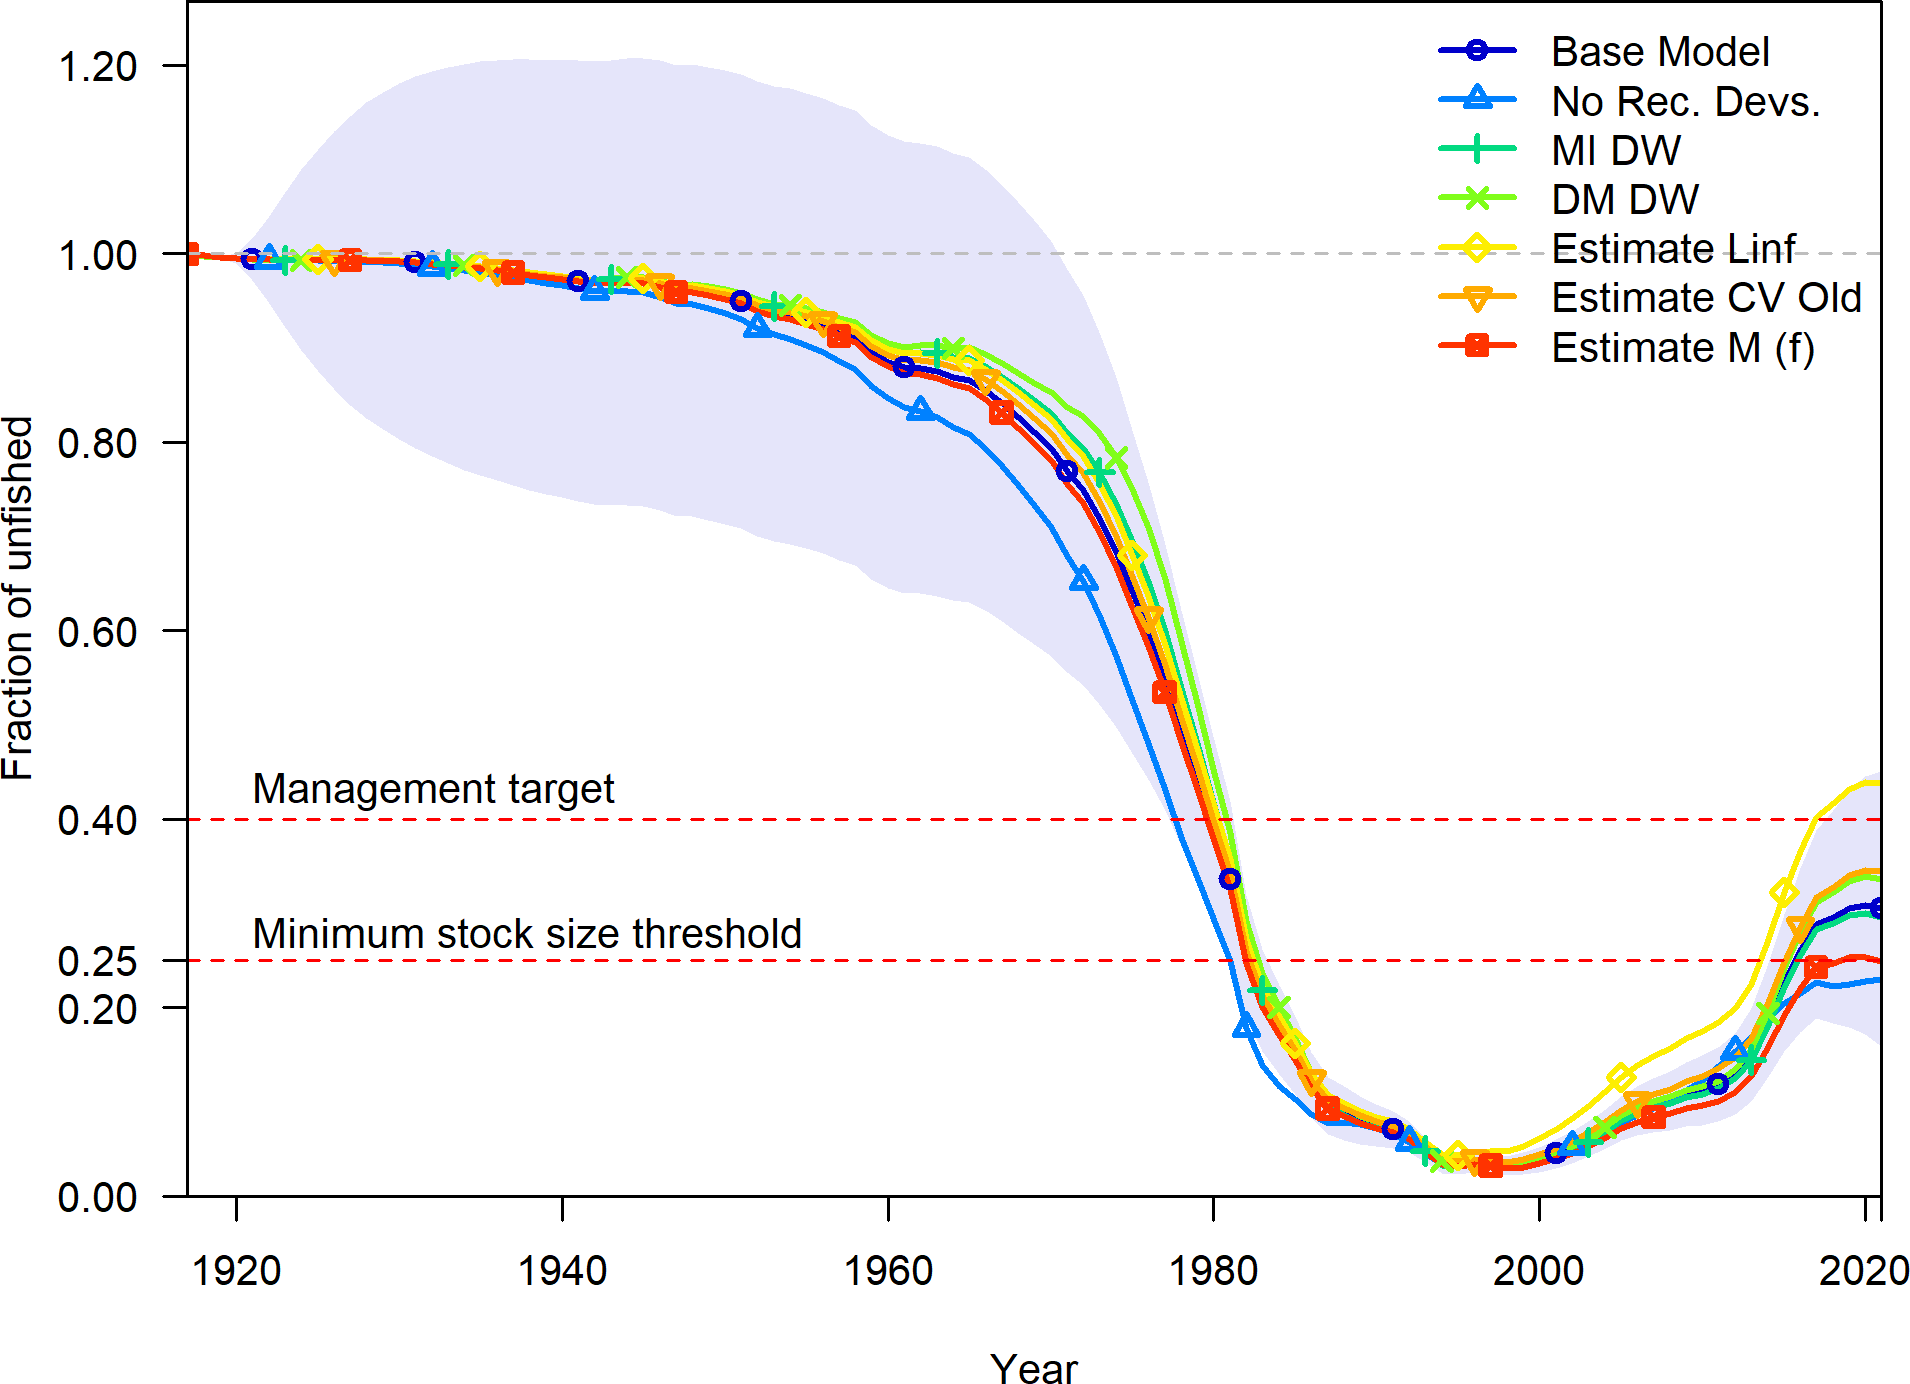 Fraction of unfished
1.20
1.00
0.80
0.60
0.40
0.25
0.20
0.00
Base Model
No Rec. Devs.
MI DW
DM DW
Estimate Linf
Estimate CV Old
Estimate M (f)
Management target
Minimum stock size threshold
1920 1940 1960 1980 2000 2020
Year